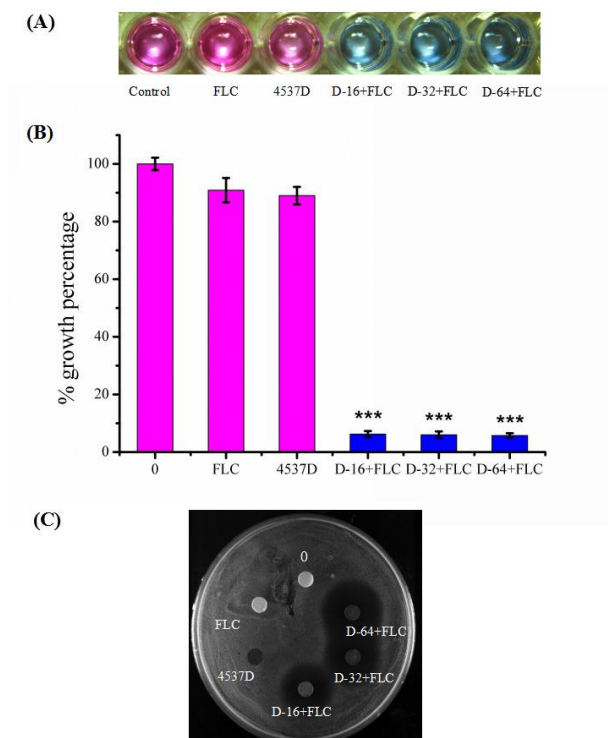 (A)
Control FLC 4537D D-16+FLC D-32+FLC D-64+FLC
(B)
% growth percentage
100
80
60
40
20
0
*** *** ***
0 FLC 4537D D-16+FLC D-32+FLC D-64+FLC
(C)
0
FLC
D-64+FLC
4537D
D-32+FLC
D-16+FLC